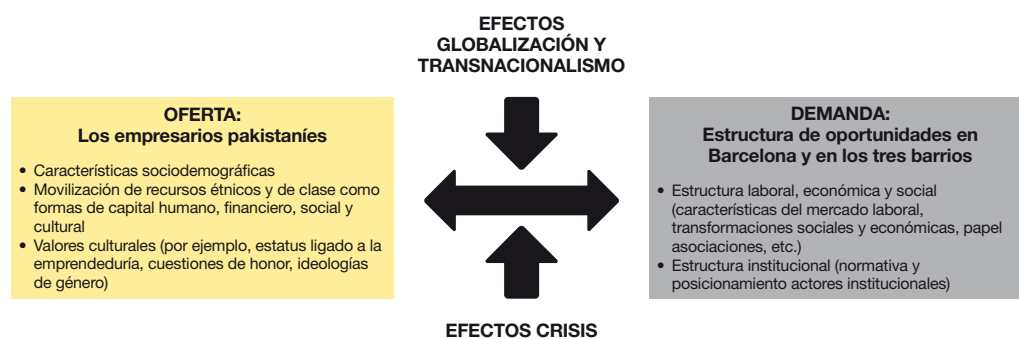 EFECTOS
GLOBALIZACIÓN Y
TRANSNACIONALISMO
OFERTA:
Los empresarios pakistaníes
• Características sociodemográficas
• Movilización de recursos étnicos y de clase como
formas de capital humano, financiero, social y
cultural
• Valores culturales (por ejemplo, estatus ligado a la
emprendeduría, cuestiones de honor, ideologías
de género)
DEMANDA:
Estructura de oportunidades en
Barcelona y en los tres barrios
• Estructura laboral, económica y social
(características del mercado laboral,
transformaciones sociales y económicas, papel
asociaciones, etc.)
• Estructura institucional (normativa y
posicionamiento actores institucionales)
EFECTOS CRISIS